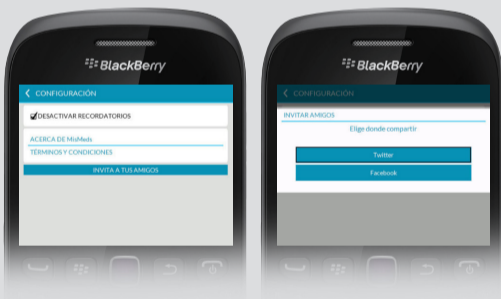 BlackBerry
CONFIGURACIÓN
DESACTIVAR RECORDATORIOS
ACERCA DE MisMeds
TÉRMINOS Y CONDICIONES
INVITA A TUS AMIGOS
BlackBerry
CONFIGURACIÓN
INVITAR AMIGOS
Elige donde compartir
Twitter
Facebook